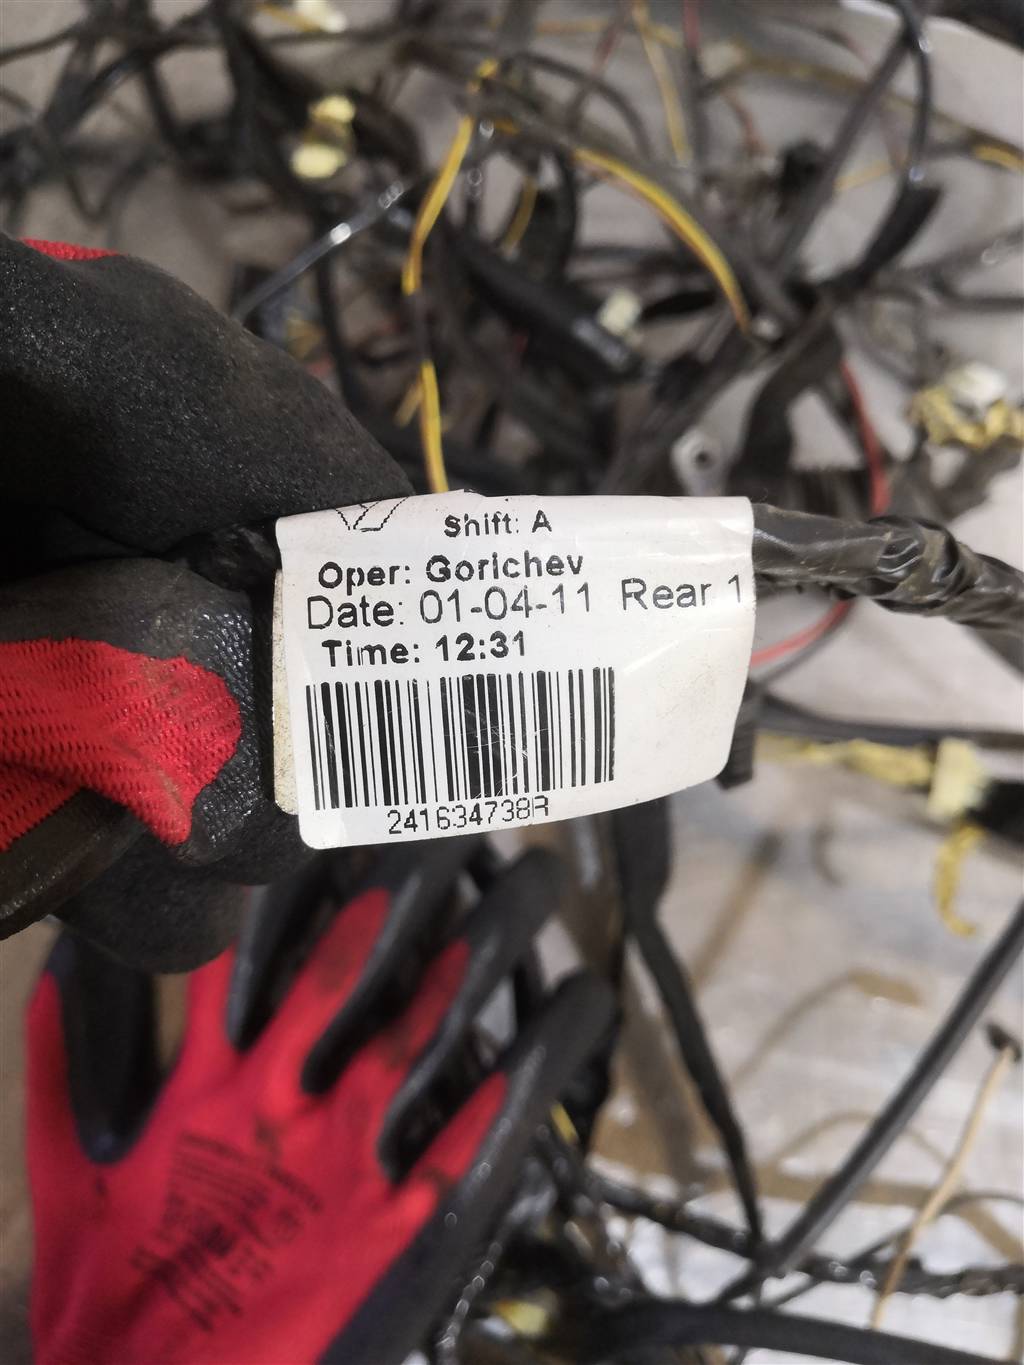 Shift: A
Oper: Gorichev
Date: 01-04-11 Rear 1
Time: 12:31
241634738R